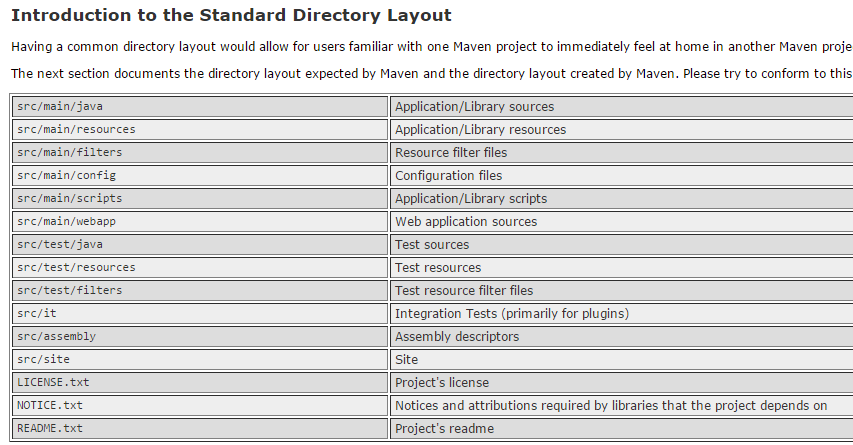 Introduction to the Standard Directory Layout
Having a common directory layout would allow for users familiar with one Maven project to immediately feel at home in another Maven proje
The next section documents the directory layout expected by Maven and the directory layout created by Maven. Please try to conform to this
src/main/java Application/Library sources
src/main/resources Application/Library resources
src/main/filters Resource filter files
src/main/config Configuration files
src/main/scripts Application/Library scripts
src/main/webapp Web application sources
src/test/java Test sources
src/test/resources Test resources
src/test/filters Test resource filter files
src/it Integration Tests (primarily for plugins)
src/assembly Assembly descriptors
src/site Site
LICENSE.txt Project's license
NOTICE.txt Notices and attributions required by libraries that the project depends on
README.txt Project's readme